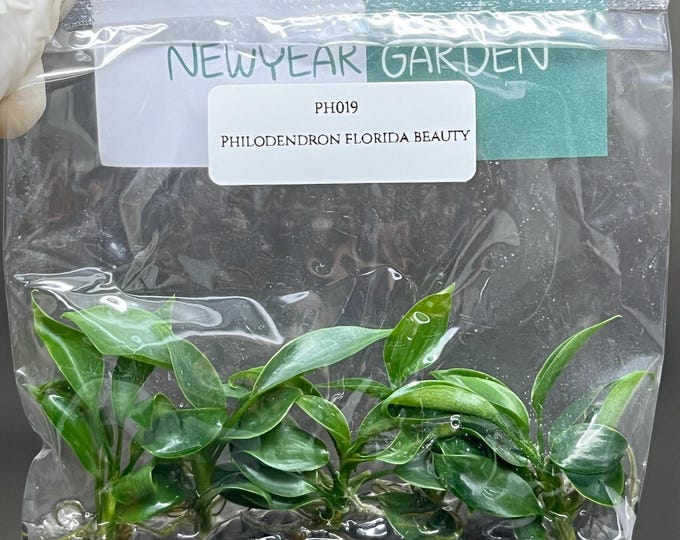 NEWYEAR GARDEN
PH019
PHILODENDRON FLORIDA BEAUTY